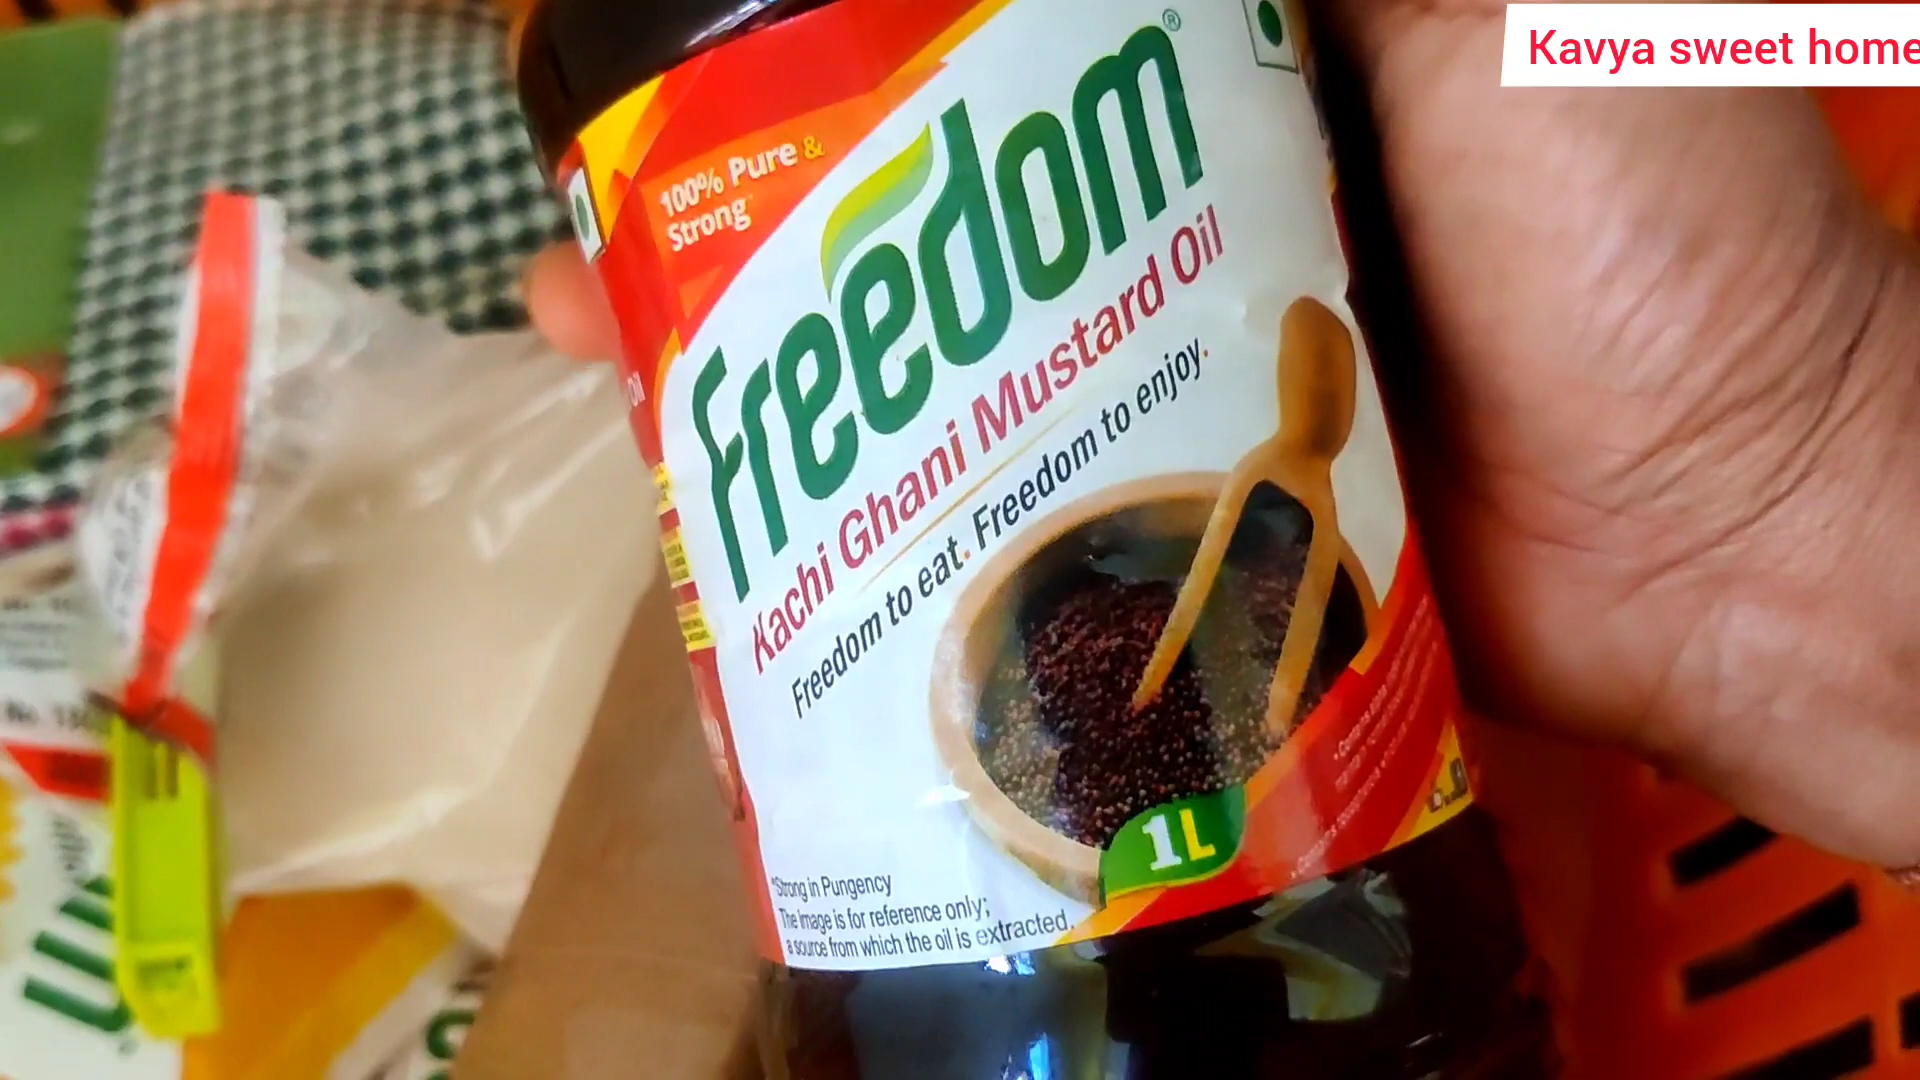 Kavya sweet home
100% Pure &
Strong*
Freedom®
Kachi Ghani Mustard Oil
Freedom to eat. Freedom to enjoy.
1L
*Strong in Pungency
The Image is for reference only;
a source from which the oil is extracted.
Oil